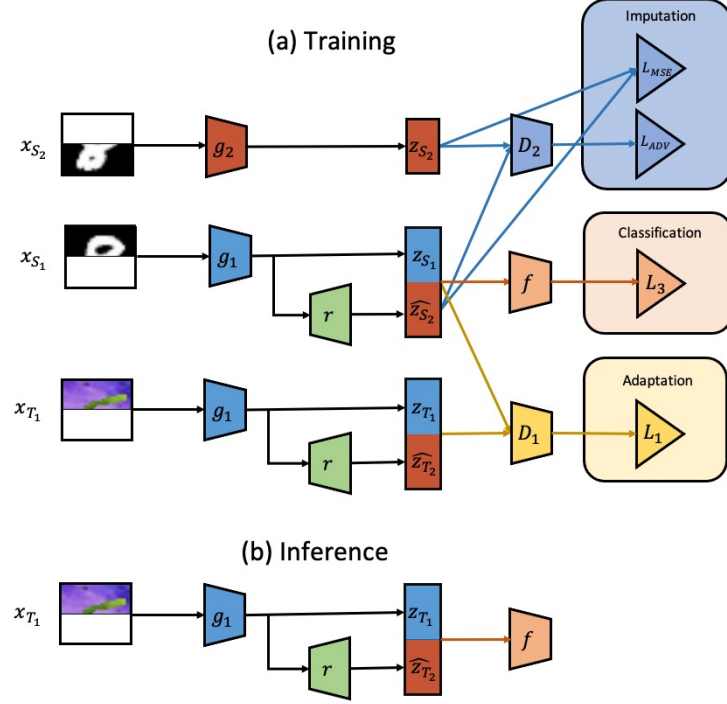 Imputation
(a) Training
L_{MSE}
x_{S_2}
g_2
z_{S_2}
D_2
L_{ADV}
Classification
x_{S_1}
g_1
z_{S_1}
f
L_3
r
\widehat{z_{S_2}}
Adaptation
x_{T_1}
g_1
z_{T_1}
D_1
L_1
r
\widehat{z_{T_2}}
(b) Inference
x_{T_1}
g_1
z_{T_1}
f
r
\widehat{z_{T_2}}